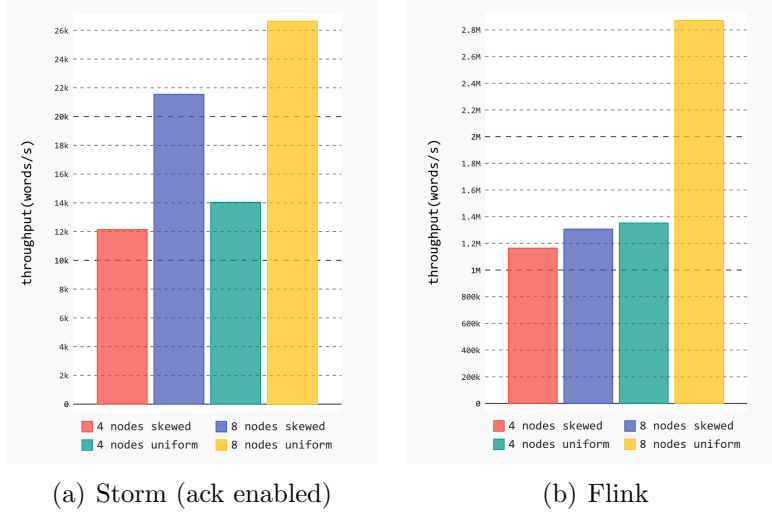 throughput(words/s)
26k
24k
22k
20k
18k
16k
14k
12k
10k
8k
6k
4k
2k
0
4 nodes skewed 8 nodes skewed
4 nodes uniform 8 nodes uniform
(a) Storm (ack enabled)
throughput(words/s)
2.8M
2.6M
2.4M
2.2M
2M
1.8M
1.6M
1.4M
1.2M
1M
800k
600k
400k
200k
0
4 nodes skewed 8 nodes skewed
4 nodes uniform 8 nodes uniform
(b) Flink